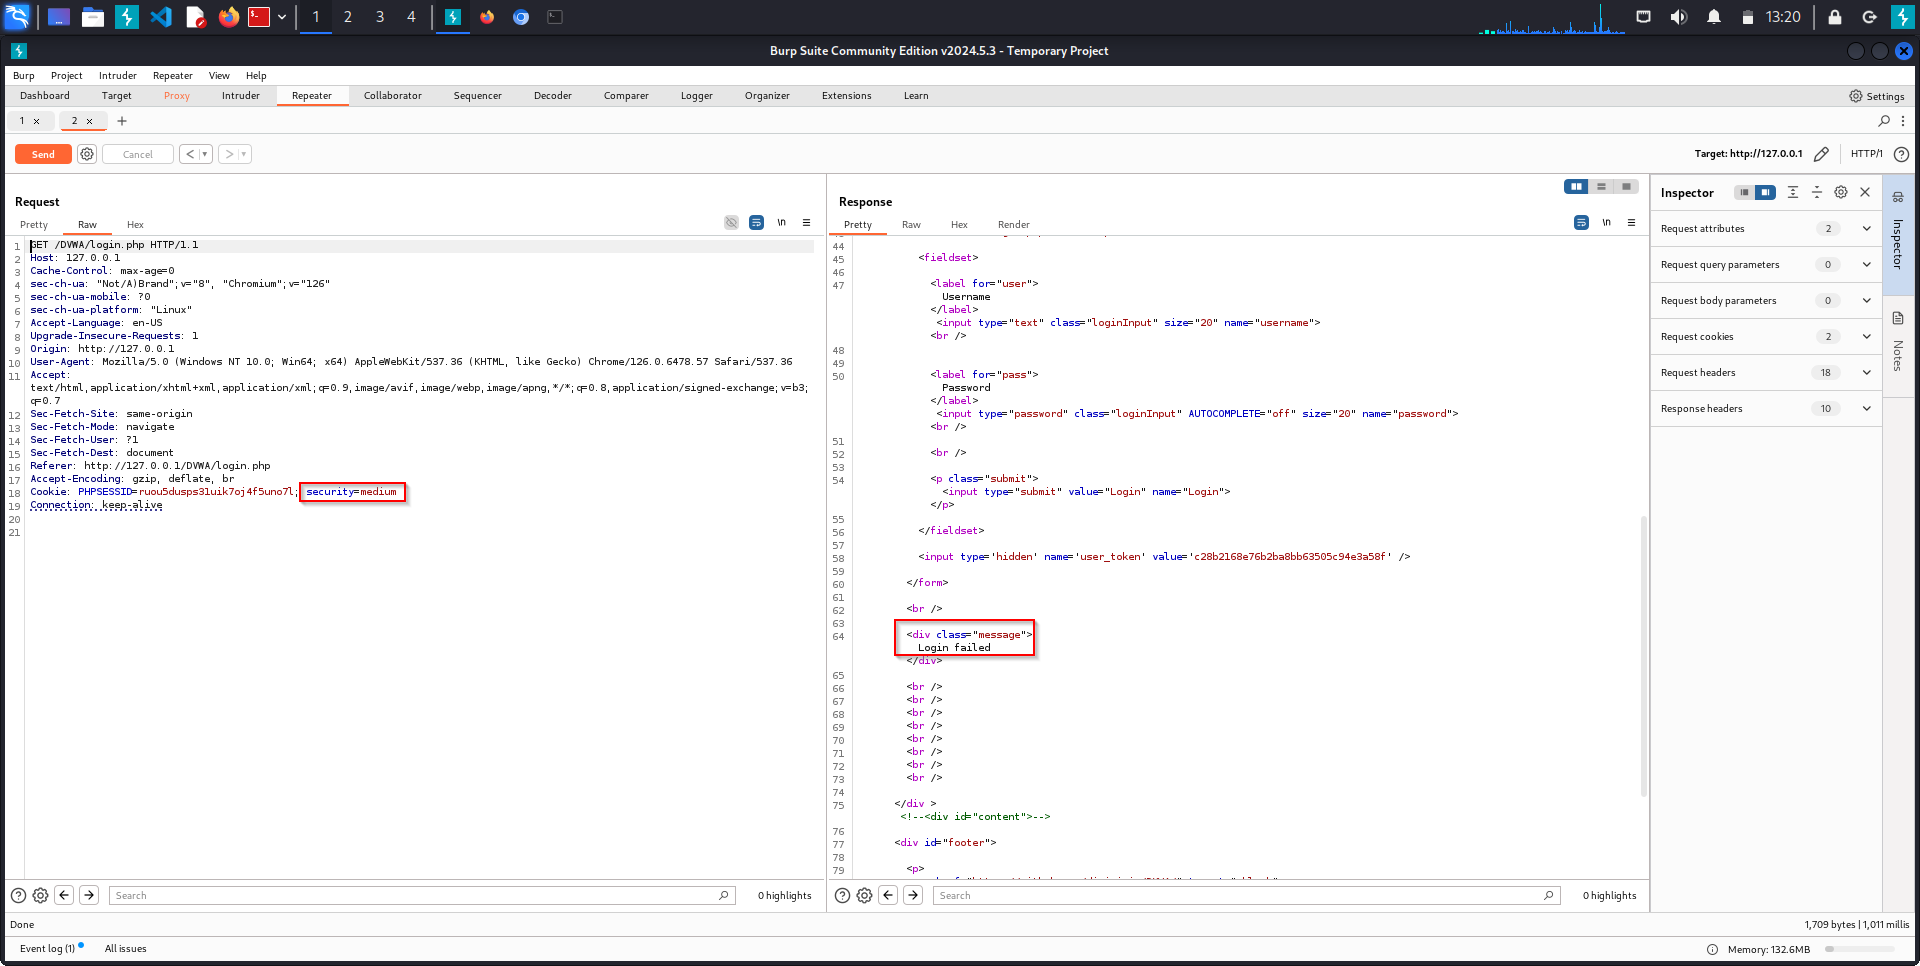 1 2 3 4 13:20
Burp Suite Community Edition v2024.5.3 - Temporary Project
Burp Project Intruder Repeater View Help
Dashboard Target Proxy Intruder Repeater Collaborator Sequencer Decoder Comparer Logger Organizer Extensions Learn Settings
1 × 2 × +
Send Cancel < > Target: http://127.0.0.1 HTTP/1
Request
Pretty Raw Hex \n
1 GET /DVWA/login.php HTTP/1.1
2 Host: 127.0.0.1
3 Cache-Control: max-age=0
4 sec-ch-ua: "Not/A)Brand";v="8", "Chromium";v="126"
5 sec-ch-ua-mobile: ?0
6 sec-ch-ua-platform: "Linux"
7 Accept-Language: en-US
8 Upgrade-Insecure-Requests: 1
9 Origin: http://127.0.0.1
10 User-Agent: Mozilla/5.0 (Windows NT 10.0; Win64; x64) AppleWebKit/537.36 (KHTML, like Gecko) Chrome/126.0.6478.57 Safari/537.36
11 Accept:
text/html,application/xhtml+xml,application/xml;q=0.9,image/avif,image/webp,image/apng,*/*;q=0.8,application/signed-exchange;v=b3;
q=0.7
12 Sec-Fetch-Site: same-origin
13 Sec-Fetch-Mode: navigate
14 Sec-Fetch-User: ?1
15 Sec-Fetch-Dest: document
16 Referer: http://127.0.0.1/DVWA/login.php
17 Accept-Encoding: gzip, deflate, br
18 Cookie: PHPSESSID=ruou5dusps31uik7oj4f5uno7l; security=medium
19 Connection: keep-alive
20
21
Search 0 highlights
Response
Pretty Raw Hex Render \n
44
45 <fieldset>
46
47 <label for="user">
Username
</label>
<input type="text" class="loginInput" size="20" name="username">
<br />
48
49
50 <label for="pass">
Password
</label>
<input type="password" class="loginInput" AUTOCOMPLETE="off" size="20" name="password">
<br />
51
52 <br />
53
54 <p class="submit">
<input type="submit" value="Login" name="Login">
</p>
55
56 </fieldset>
57
58 <input type='hidden' name='user_token' value='c28b2168e76b2ba8bb63505c94e3a58f' />
59
60 </form>
61
62 <br />
63
64 <div class="message">
Login failed
</div>
65
66 <br />
67 <br />
68 <br />
69 <br />
70 <br />
71 <br />
72 <br />
73 <br />
74
75 </div >
<!--<div id="content">-->
76
77 <div id="footer">
78
79 <p>
Search 0 highlights
Inspector
Request attributes 2
Request query parameters 0
Request body parameters 0
Request cookies 2
Request headers 18
Response headers 10
Inspector
Notes
Done 1,709 bytes | 1,011 millis
Event log (1) All issues Memory: 132.6MB